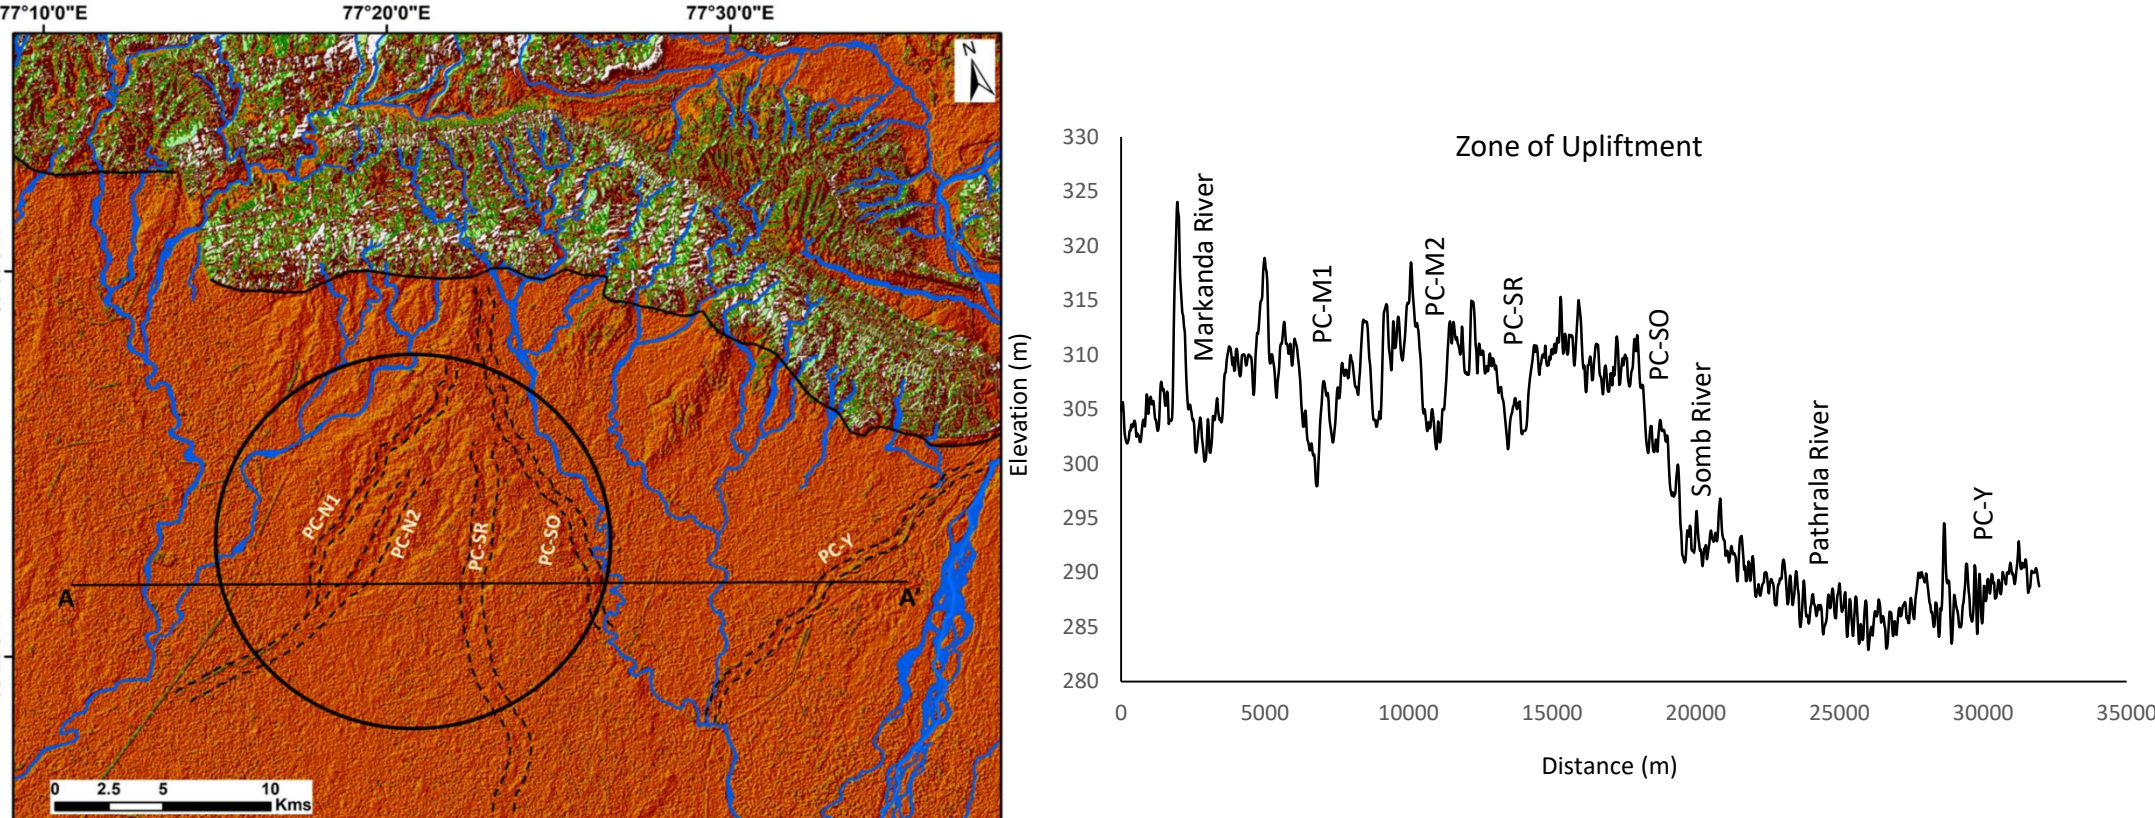 77°10'0"E
77°20'0"E
77°30'0"E
N
PC-N1
PC-N2
PC-SR
PC-SO
PC-Y
A
A'
0 2.5 5 10
Kms
Zone of Upliftment
Elevation (m)
330
325
320
315
310
305
300
295
290
285
280
Markanda River
PC-M1
PC-M2
PC-SR
PC-SO
Somb River
Pathrala River
PC-Y
0 5000 10000 15000 20000 25000 30000 35000
Distance (m)